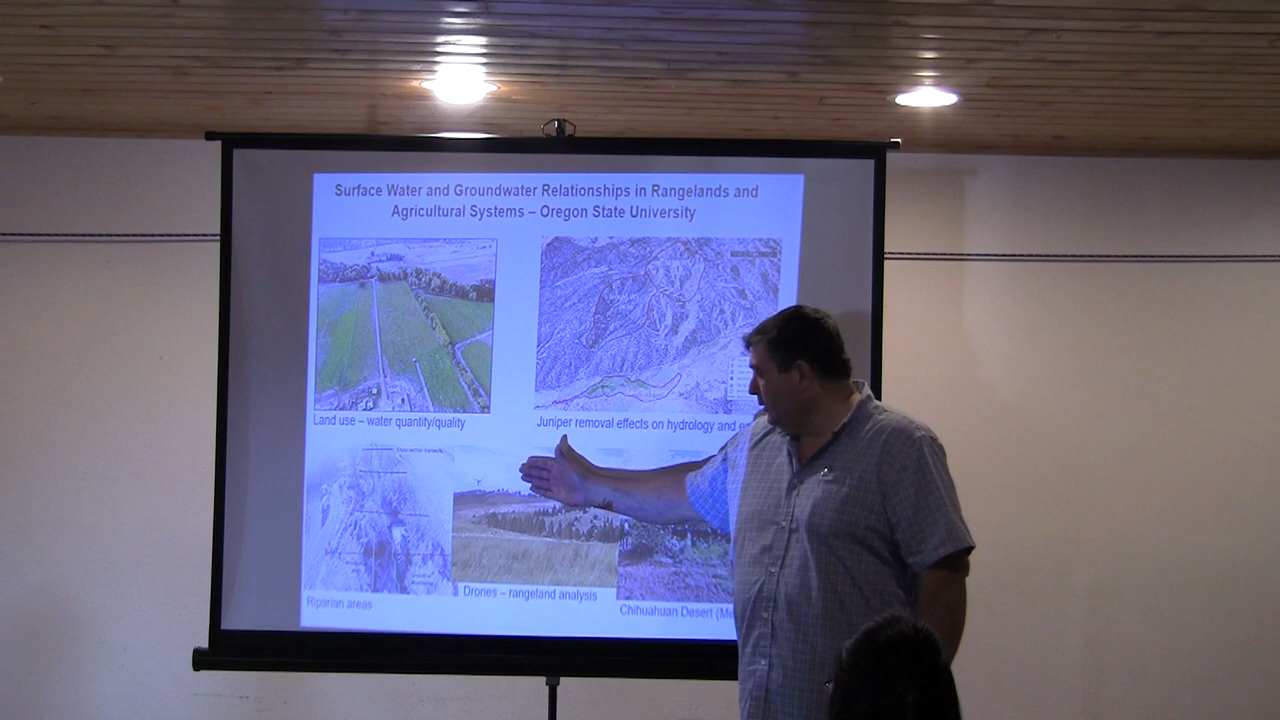 Surface Water and Groundwater Relationships in Rangelands and
Agricultural Systems – Oregon State University
Land use – water quantity/quality
Juniper removal effects on hydrology and
Riparian areas
Drones – rangeland analysis
Chihuahuan Desert (Me